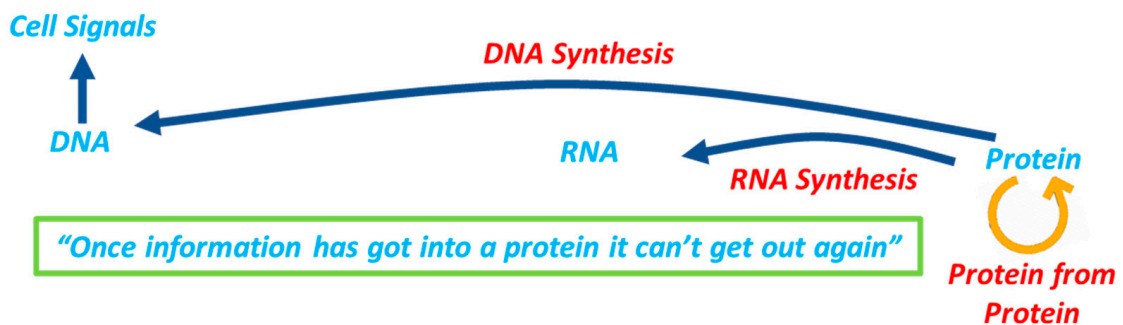 Cell Signals
DNA Synthesis
DNA
RNA
Protein
RNA Synthesis
“Once information has got into a protein it can’t get out again”
Protein from
Protein